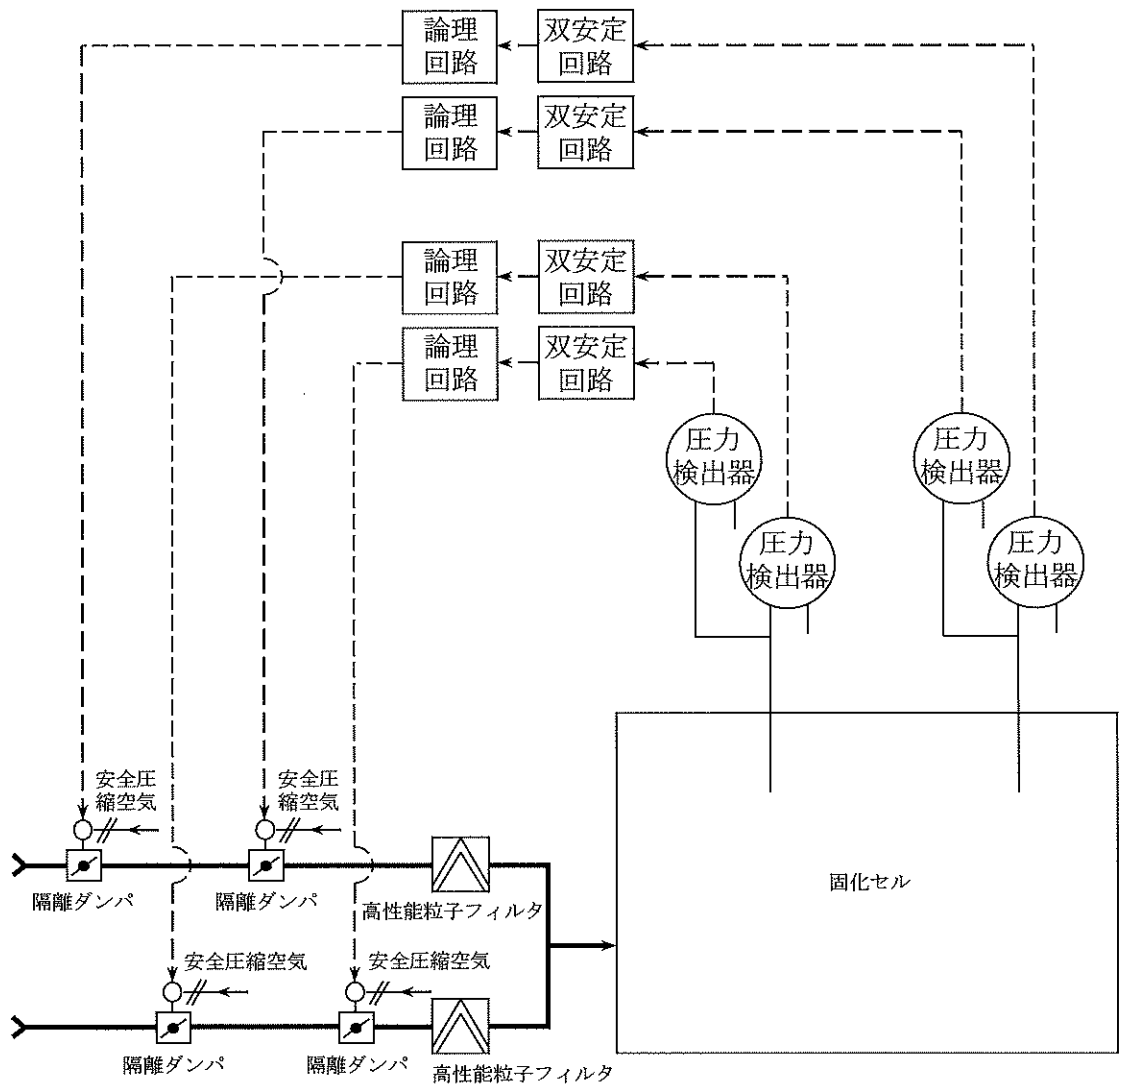 論理
回路
双安定
回路
論理
回路
双安定
回路
論理
回路
双安定
回路
論理
回路
双安定
回路
圧力
検出器
圧力
検出器
圧力
検出器
圧力
検出器
安全圧
縮空気
安全圧
縮空気
隔離ダンパ
隔離ダンパ
高性能粒子フィルタ
固化セル
安全圧縮空気
安全圧縮空気
隔離ダンパ
隔離ダンパ
高性能粒子フィルタ